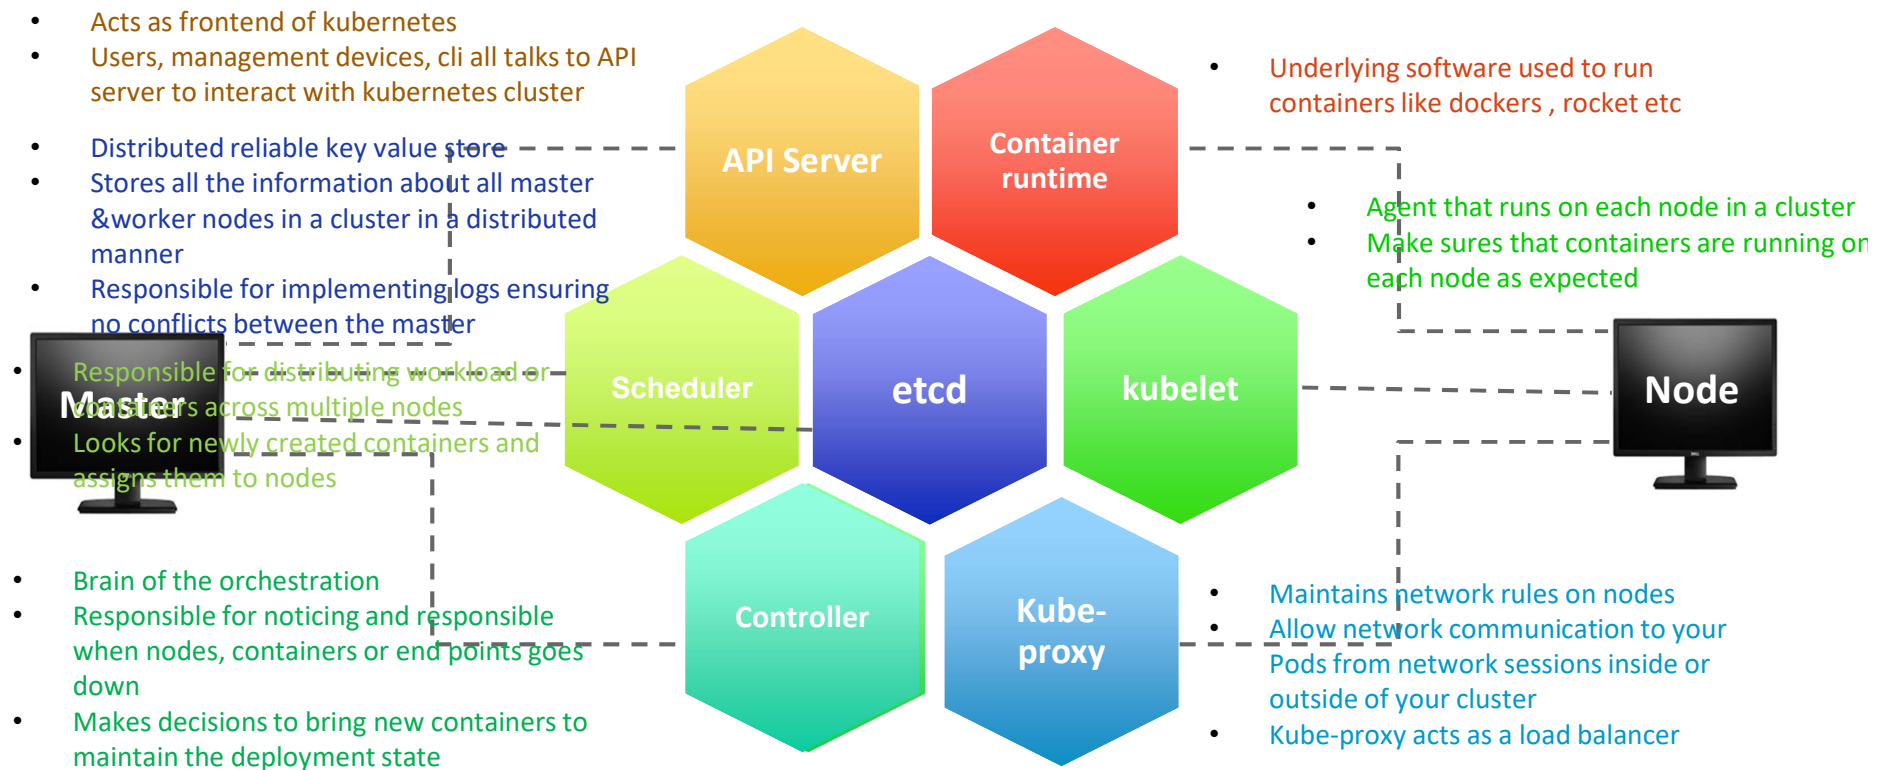 • Acts as frontend of kubernetes
• Users, management devices, cli all talks to API
server to interact with kubernetes cluster
• Distributed reliable key value store
• Stores all the information about all master
&worker nodes in a cluster in a distributed
manner
• Responsible for implementing logs ensuring
no conflicts between the master
• Responsible for distributing workload or
containers across multiple nodes
• Looks for newly created containers and
assigns them to nodes
Master
• Brain of the orchestration
• Responsible for noticing and responsible
when nodes, containers or end points goes
down
• Makes decisions to bring new containers to
maintain the deployment state
API Server
Container
runtime
Scheduler
etcd
kubelet
Controller
Kube-
proxy
• Underlying software used to run
containers like dockers , rocket etc
• Agent that runs on each node in a cluster
• Make sures that containers are running on
each node as expected
Node
• Maintains network rules on nodes
• Allow network communication to your
Pods from network sessions inside or
outside of your cluster
• Kube-proxy acts as a load balancer